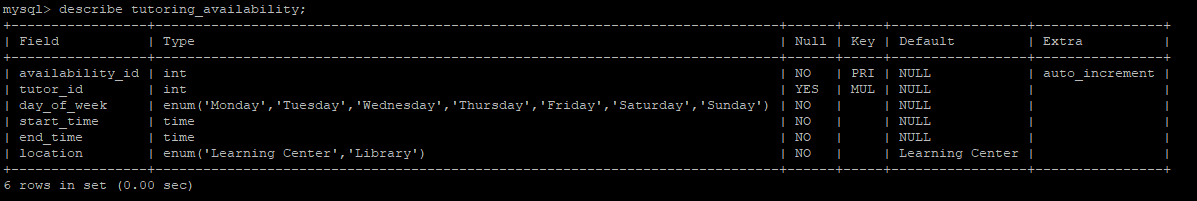 mysql> describe tutoring_availability;
+-----------------+--------------------------------------------------------------------------------+------+-----+-----------------+----------------+
| Field | Type | Null | Key | Default | Extra |
+-----------------+--------------------------------------------------------------------------------+------+-----+-----------------+----------------+
| availability_id | int | NO | PRI | NULL | auto_increment |
| tutor_id | int | YES | MUL | NULL | |
| day_of_week | enum('Monday','Tuesday','Wednesday','Thursday','Friday','Saturday','Sunday') | NO | | NULL | |
| start_time | time | NO | | NULL | |
| end_time | time | NO | | NULL | |
| location | enum('Learning Center','Library') | NO | | Learning Center | |
+-----------------+--------------------------------------------------------------------------------+------+-----+-----------------+----------------+
6 rows in set (0.00 sec)